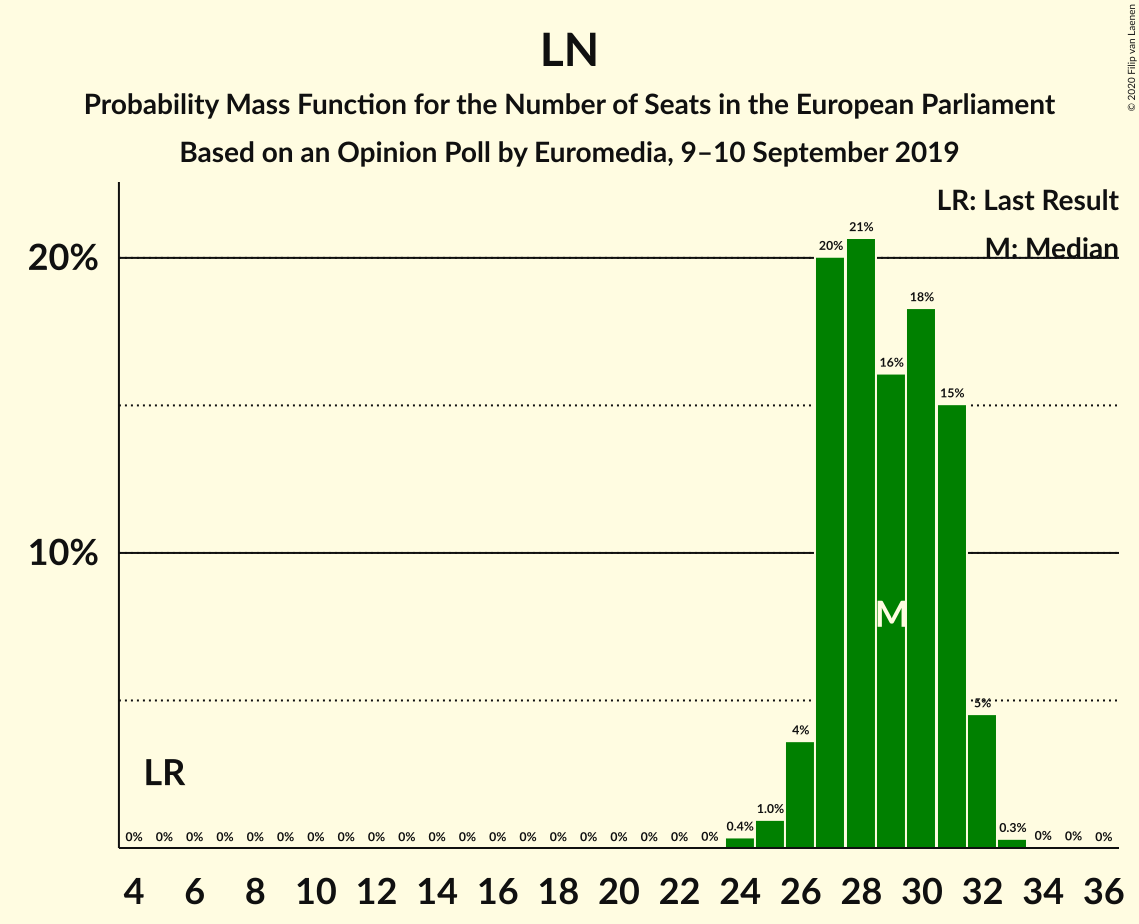 LN
Probability Mass Function for the Number of Seats in the European Parliament
Based on an Opinion Poll by Euromedia, 9–10 September 2019
© 2020 Filip van Laenen
LR: Last Result
M: Median
20%
10%
0% 0% 0% 0% 0% 0% 0% 0% 0% 0% 0% 0% 0% 0% 0% 0% 0% 0% 0% 0% 0.4% 1.0% 4% 20% 21% 16% 18% 15% 5% 0.3% 0% 0% 0%
M
LR
4 6 8 10 12 14 16 18 20 22 24 26 28 30 32 34 36